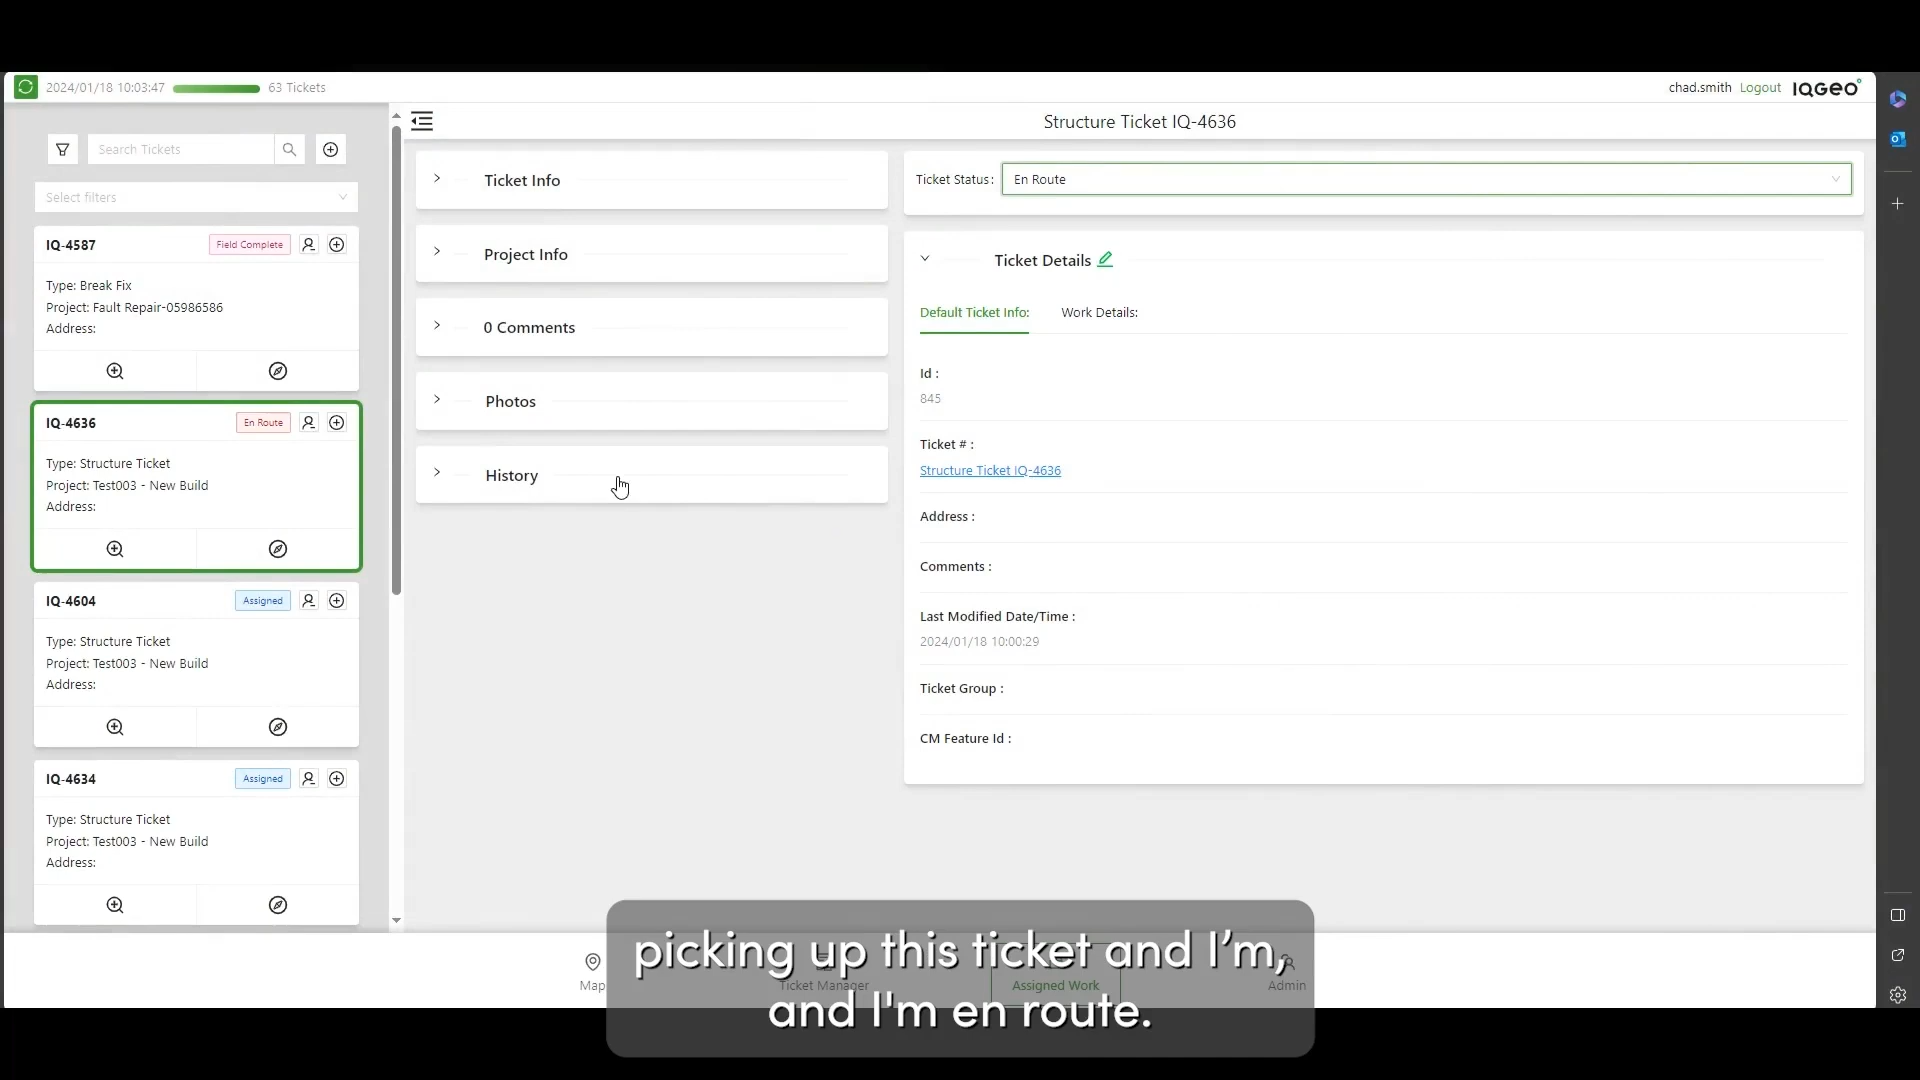 2024/01/18 10:03:47 63 Tickets
chad.smith Logout IQGEO
Structure Ticket IQ-4636
Search Tickets
Select filters
IQ-4587 Field Complete
Type: Break Fix
Project: Fault Repair-05986586
Address:
IQ-4636 En Route
Type: Structure Ticket
Project: Test003 - New Build
Address:
IQ-4604 Assigned
Type: Structure Ticket
Project: Test003 - New Build
Address:
IQ-4634 Assigned
Type: Structure Ticket
Project: Test003 - New Build
Address:
Ticket Info
Project Info
0 Comments
Photos
History
Ticket Status: En Route
Ticket Details
Default Ticket Info: Work Details:
Id :
845
Ticket # :
Structure Ticket IQ-4636
Address :
Comments :
Last Modified Date/Time :
2024/01/18 10:00:29
Ticket Group :
CM Feature Id :
Map Ticket Manager Assigned Work Admin
picking up this ticket and I’m,
and I'm en route.